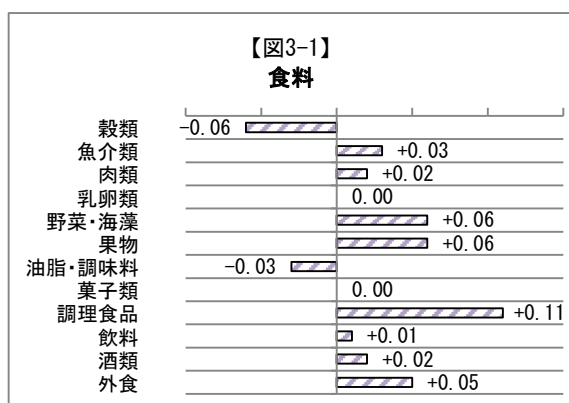 【図3-1】
食料
穀類 -0.06
魚介類 +0.03
肉類 +0.02
乳卵類 0.00
野菜・海藻 +0.06
果物 +0.06
油脂・調味料 -0.03
菓子類 0.00
調理食品 +0.11
飲料 +0.01
酒類 +0.02
外食 +0.05